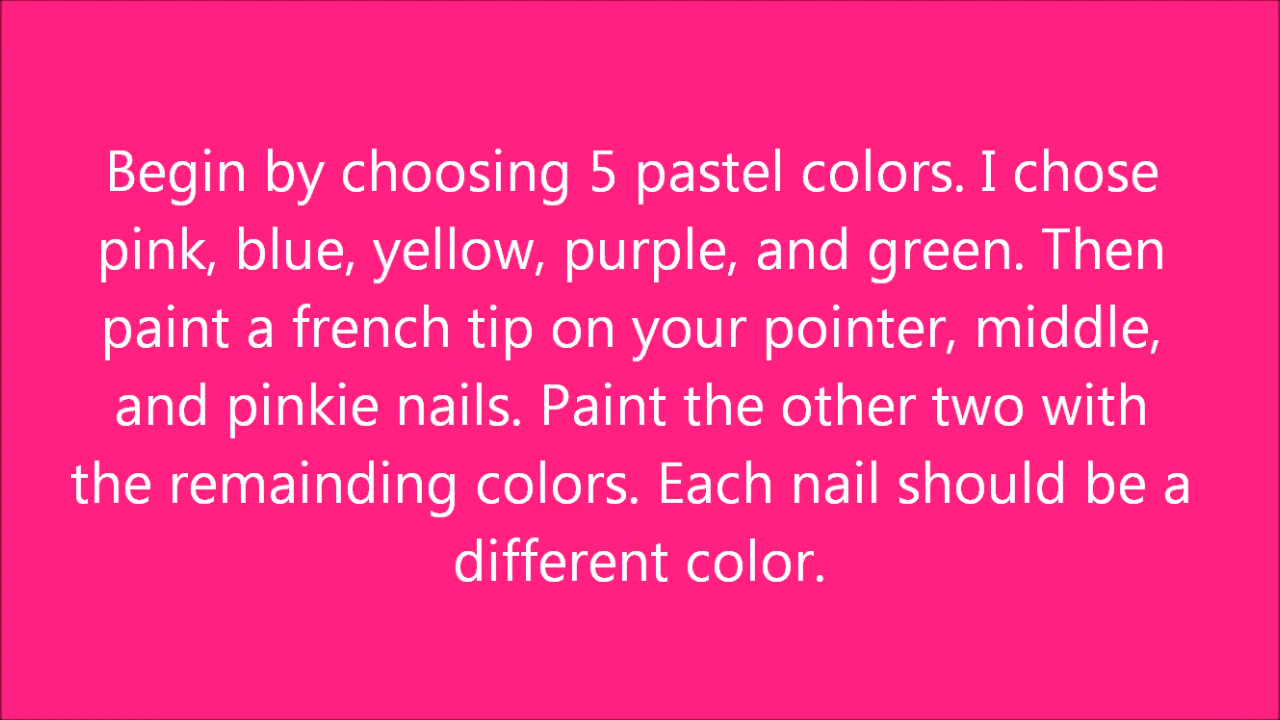 Begin by choosing 5 pastel colors. I chose
pink, blue, yellow, purple, and green. Then
paint a french tip on your pointer, middle,
and pinkie nails. Paint the other two with
the remainding colors. Each nail should be a
different color.